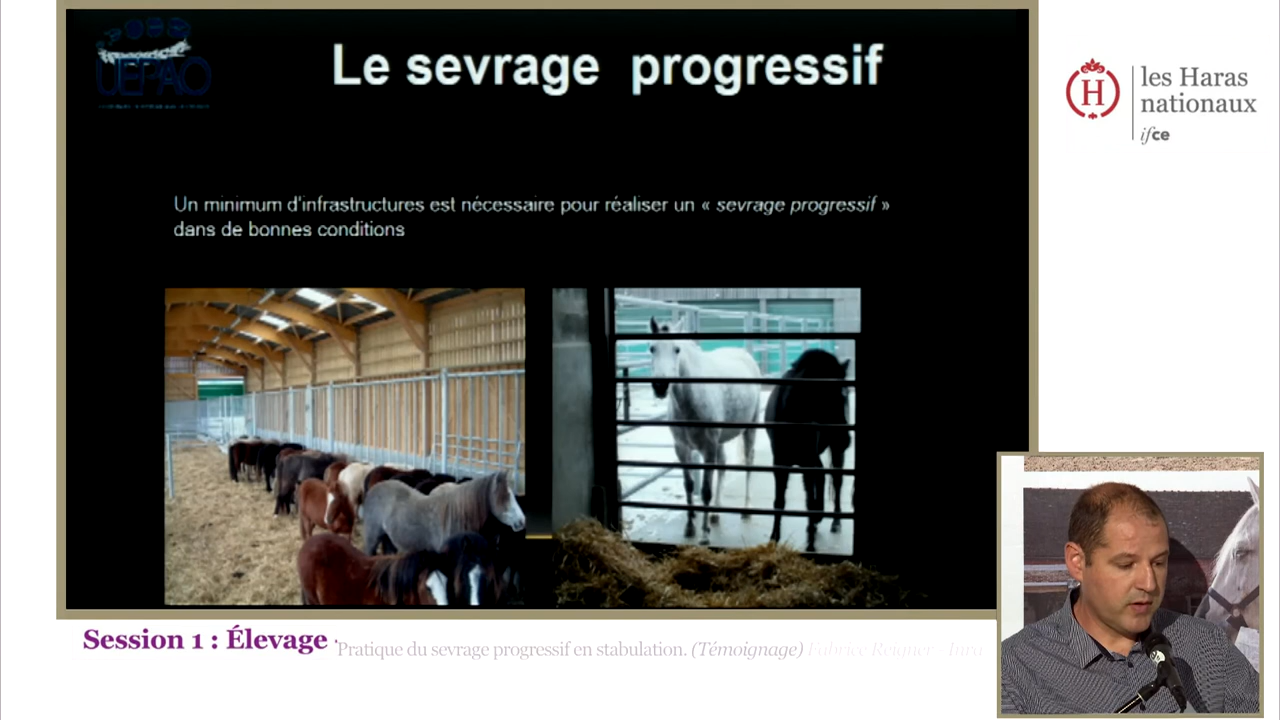 UEPAO
Le sevrage progressif
Un minimum d'infrastructures est nécessaire pour réaliser un « sevrage progressif »
dans de bonnes conditions
H
les Haras
nationaux
ifce
Session 1 : Élevage
Pratique du sevrage progressif en stabulation. (Témoignage) Fabrice Reigner - Inra